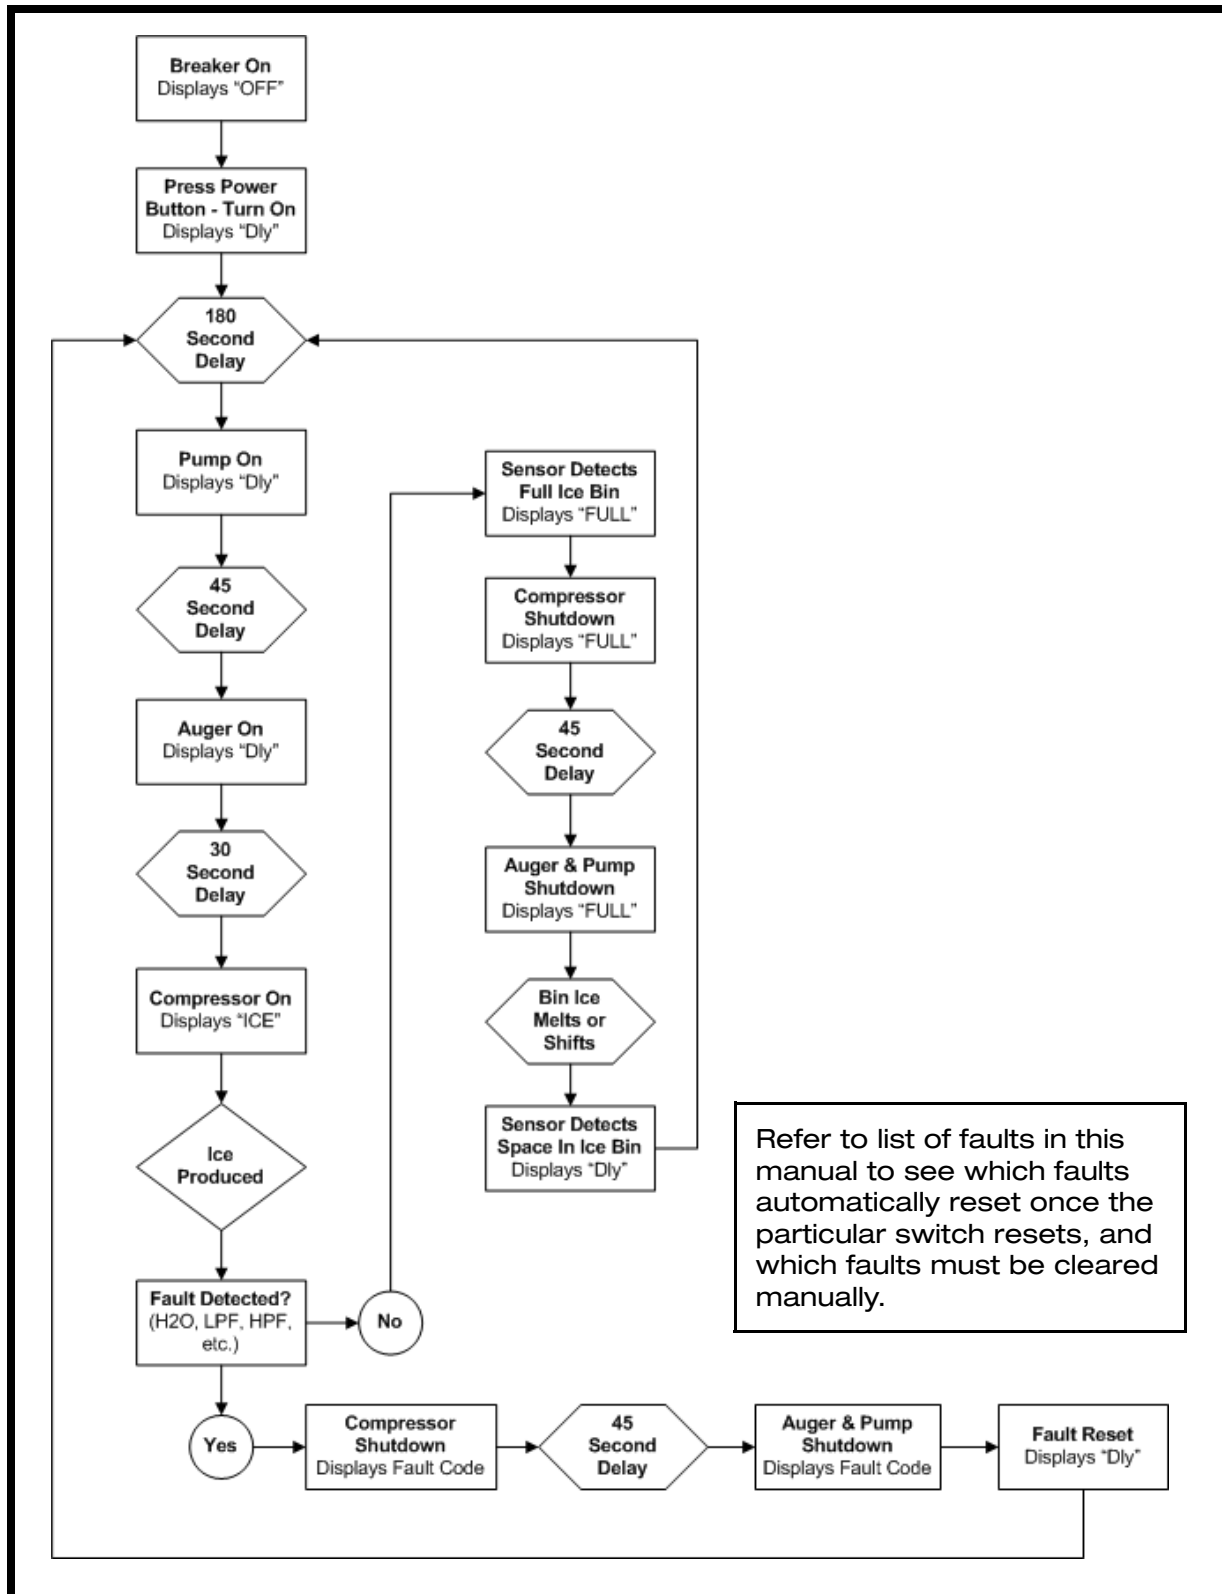 Breaker On
Displays “OFF”
Press Power
Button - Turn On
Displays “Dly”
180
Second
Delay
Pump On
Displays “Dly”
45
Second
Delay
Auger On
Displays “Dly”
30
Second
Delay
Compressor On
Displays “ICE”
Ice
Produced
Fault Detected?
(H2O, LPF, HPF,
etc.)
No
Sensor Detects
Full Ice Bin
Displays “FULL”
Compressor
Shutdown
Displays “FULL”
45
Second
Delay
Auger & Pump
Shutdown
Displays “FULL”
Bin Ice
Melts or
Shifts
Sensor Detects
Space In Ice Bin
Displays “Dly”
Refer to list of faults in this
manual to see which faults
automatically reset once the
particular switch resets, and
which faults must be cleared
manually.
Yes
Compressor
Shutdown
Displays Fault Code
45
Second
Delay
Auger & Pump
Shutdown
Displays Fault Code
Fault Reset
Displays “Dly”